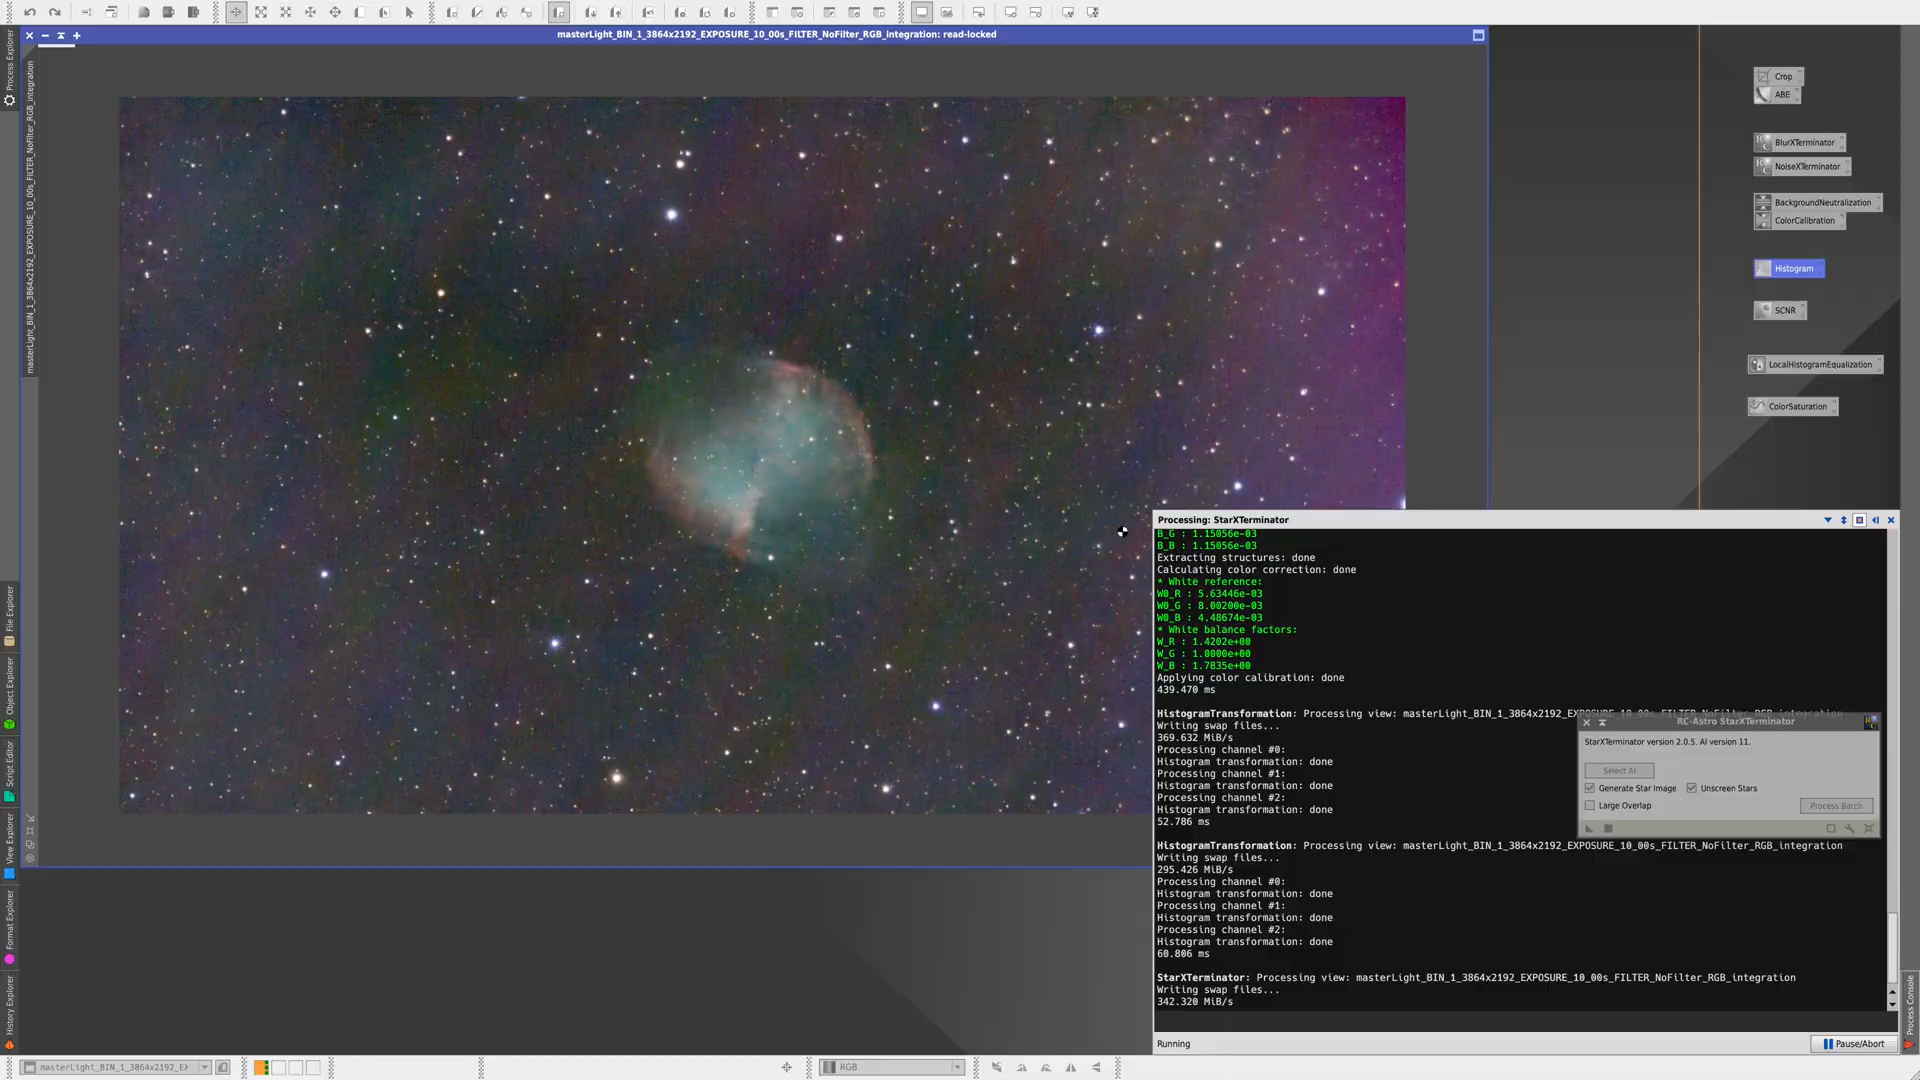 masterLight_BIN_1_3864x2192_EXPOSURE_10_00s_FILTER_NoFilter_RGB_integration: read-locked
Process Explorer
masterLight_BIN_1_3864x2192_EXPOSURE_10_00s_FILTER_NoFilter_RGB_integration
File Explorer
Object Explorer
Script Editor
View Explorer
Format Explorer
History Explorer
Crop
ABE
BlurXTerminator
NoiseXTerminator
BackgroundNeutralization
ColorCalibration
Histogram
SCNR
LocalHistogramEqualization
ColorSaturation
Processing: StarXTerminator
B_G : 1.15056e-03
B_B : 1.15056e-03
Extracting structures: done
Calculating color correction: done
* White reference:
W0_R : 5.63446e-03
W0_G : 8.00200e-03
W0_B : 4.48674e-03
* White balance factors:
W_R : 1.4202e+00
W_G : 1.0000e+00
W_B : 1.7835e+00
Applying color calibration: done
439.470 ms
HistogramTransformation: Processing view: masterLight_BIN_1_3864x2192_EXPOSURE_10_00s_FILTER_NoFilter_RGB_integration
Writing swap files...
369.632 MiB/s
Processing channel #0:
Histogram transformation: done
Processing channel #1:
Histogram transformation: done
Processing channel #2:
Histogram transformation: done
52.786 ms
HistogramTransformation: Processing view: masterLight_BIN_1_3864x2192_EXPOSURE_10_00s_FILTER_NoFilter_RGB_integration
Writing swap files...
295.426 MiB/s
Processing channel #0:
Histogram transformation: done
Processing channel #1:
Histogram transformation: done
Processing channel #2:
Histogram transformation: done
60.806 ms
StarXTerminator: Processing view: masterLight_BIN_1_3864x2192_EXPOSURE_10_00s_FILTER_NoFilter_RGB_integration
Writing swap files...
342.320 MiB/s
RC-Astro StarXTerminator
StarXTerminator version 2.0.5. AI version 11.
Select AI
Generate Star Image
Unscreen Stars
Large Overlap
Process Batch
Process Console
Running
Pause/Abort
masterLight_BIN_1_3864x2192_EX
RGB